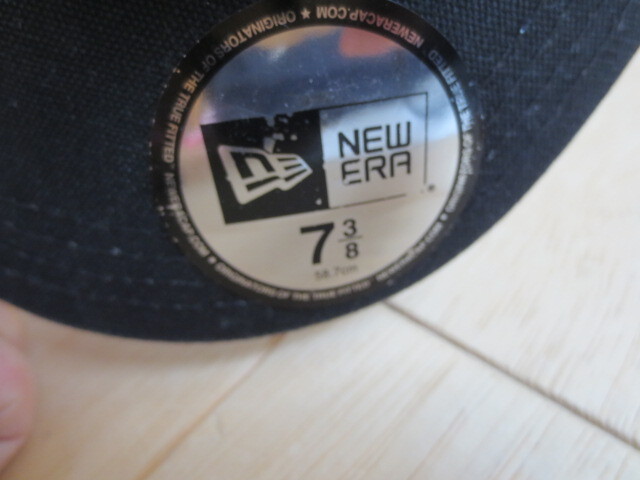 NEWERACAP.COM ★ ORIGINATORS OF THE TRUE FITTED
NEW
ERA
7 3/8
58.7cm